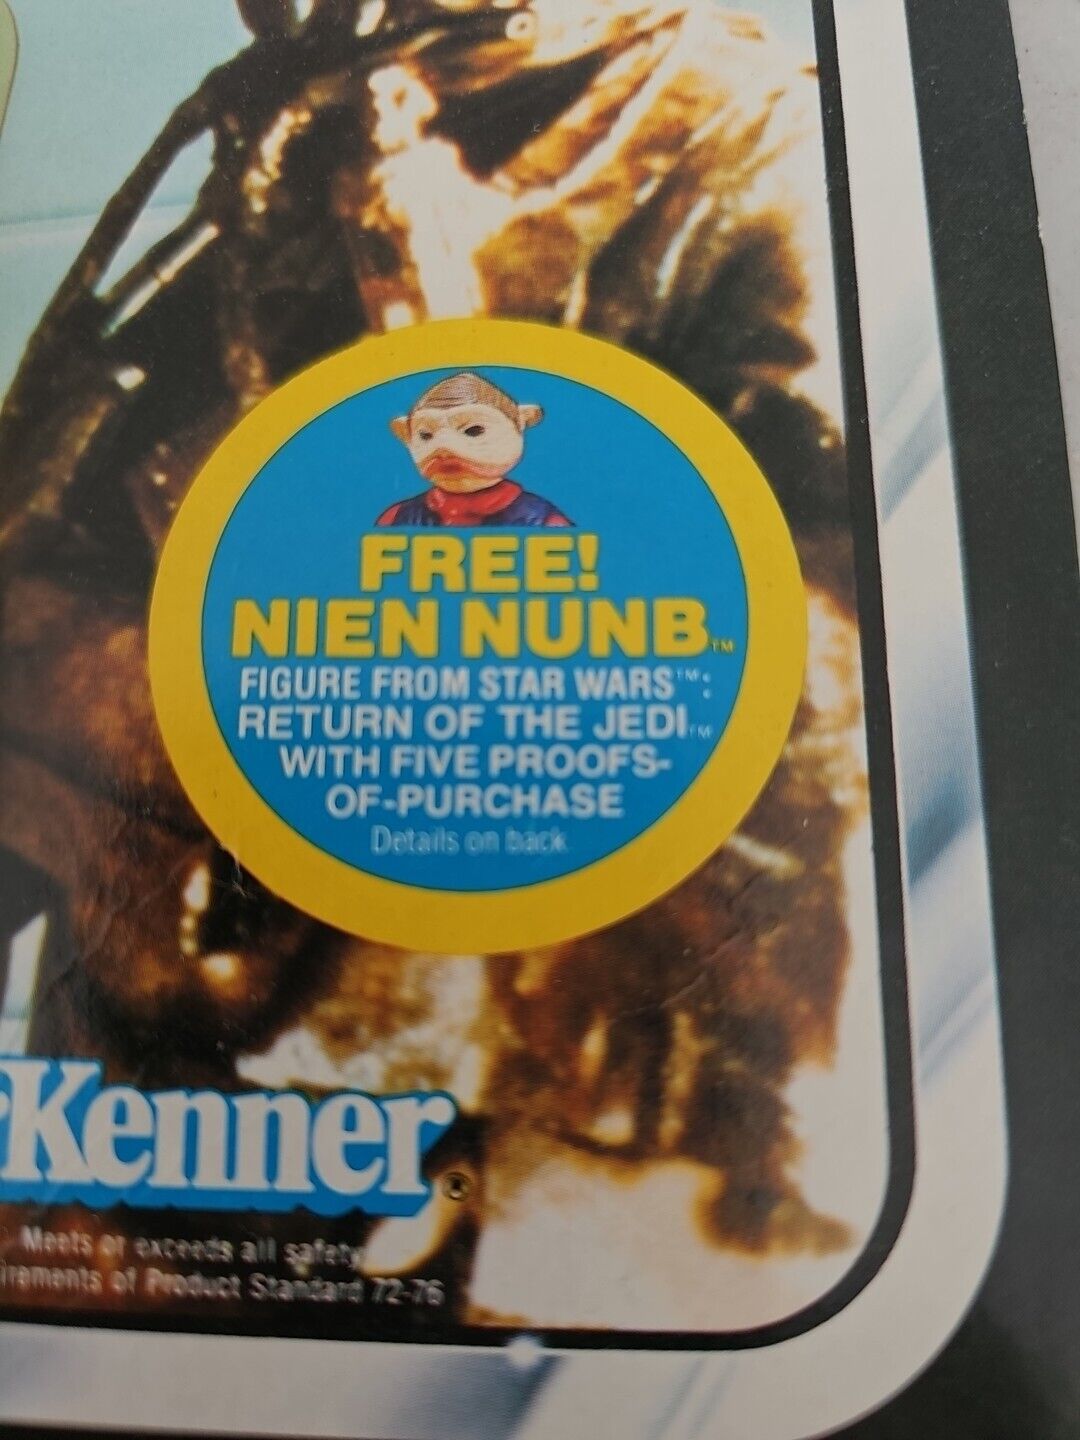 FREE!
NIEN NUNB™
FIGURE FROM STAR WARS™:
RETURN OF THE JEDI™
WITH FIVE PROOFS-
OF-PURCHASE
Details on back
Kenner
Meets or exceeds all safety
of Product Standard 72-76